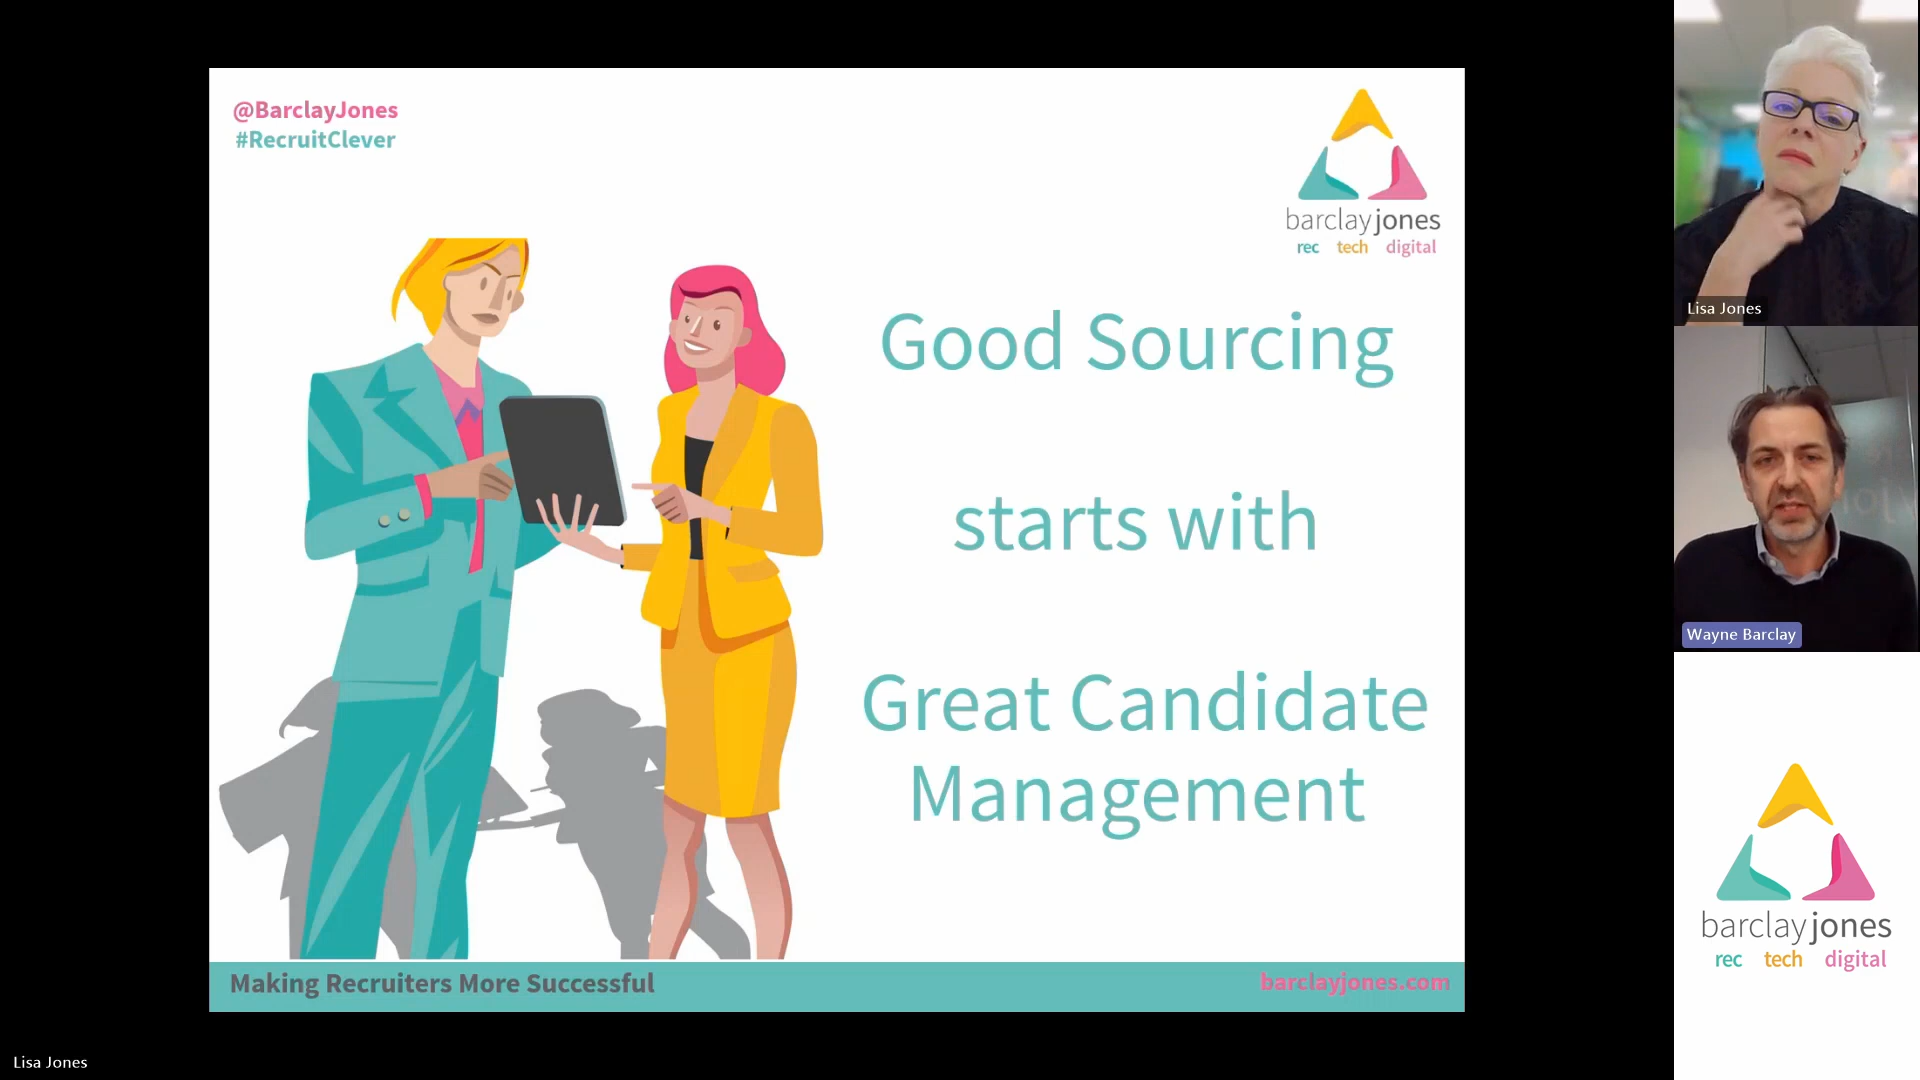 @BarclayJones
#RecruitClever
barclayjones
rec tech digital
Good Sourcing
starts with
Great Candidate
Management
Making Recruiters More Successful
barclayjones.com
Lisa Jones
Wayne Barclay
barclayjones
rec tech digital
Lisa Jones